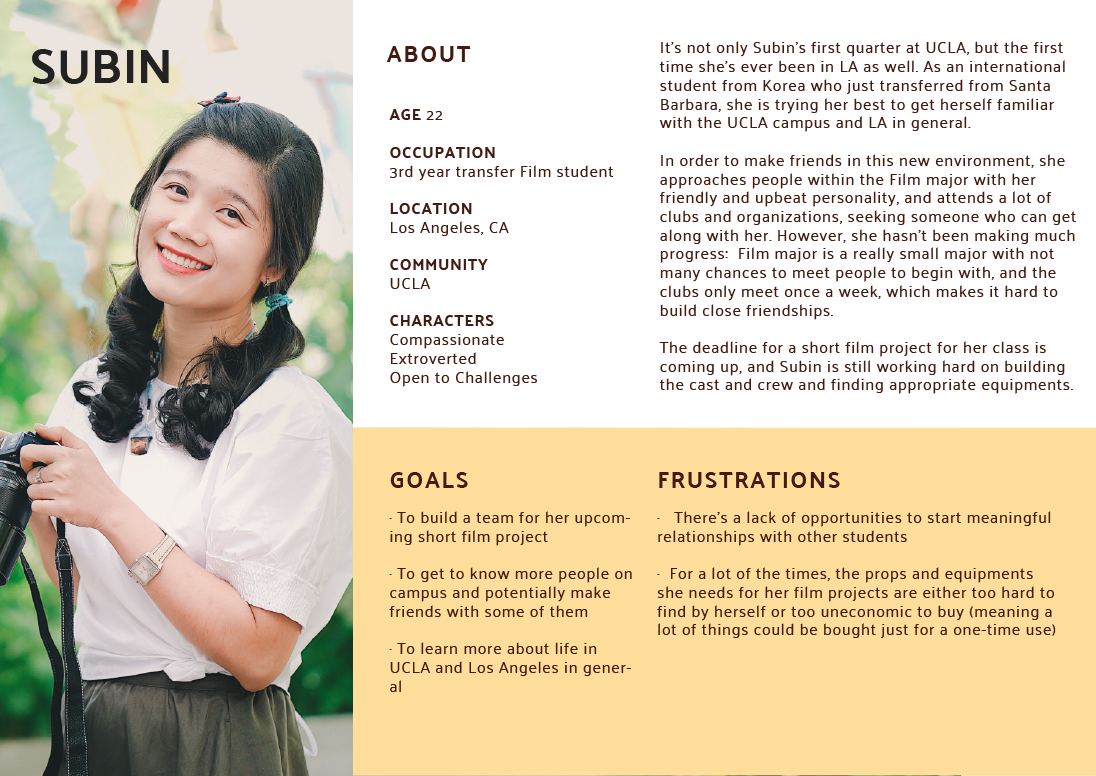 SUBIN
ABOUT
AGE 22
OCCUPATION
3rd year transfer Film student
LOCATION
Los Angeles, CA
COMMUNITY
UCLA
CHARACTERS
Compassionate
Extroverted
Open to Challenges
It's not only Subin's first quarter at UCLA, but the first
time she's ever been in LA as well. As an international
student from Korea who just transferred from Santa
Barbara, she is trying her best to get herself familiar
with the UCLA campus and LA in general.
In order to make friends in this new environment, she
approaches people within the Film major with her
friendly and upbeat personality, and attends a lot of
clubs and organizations, seeking someone who can get
along with her. However, she hasn't been making much
progress:  Film major is a really small major with not
many chances to meet people to begin with, and the
clubs only meet once a week, which makes it hard to
build close friendships.
The deadline for a short film project for her class is
coming up, and Subin is still working hard on building
the cast and crew and finding appropriate equipments.
GOALS
· To build a team for her upcom-
ing short film project
· To get to know more people on
campus and potentially make
friends with some of them
· To learn more about life in
UCLA and Los Angeles in gener-
al
FRUSTRATIONS
·  There's a lack of opportunities to start meaningful
relationships with other students
·  For a lot of the times, the props and equipments
she needs for her film projects are either too hard to
find by herself or too uneconomic to buy (meaning a
lot of things could be bought just for a one-time use)